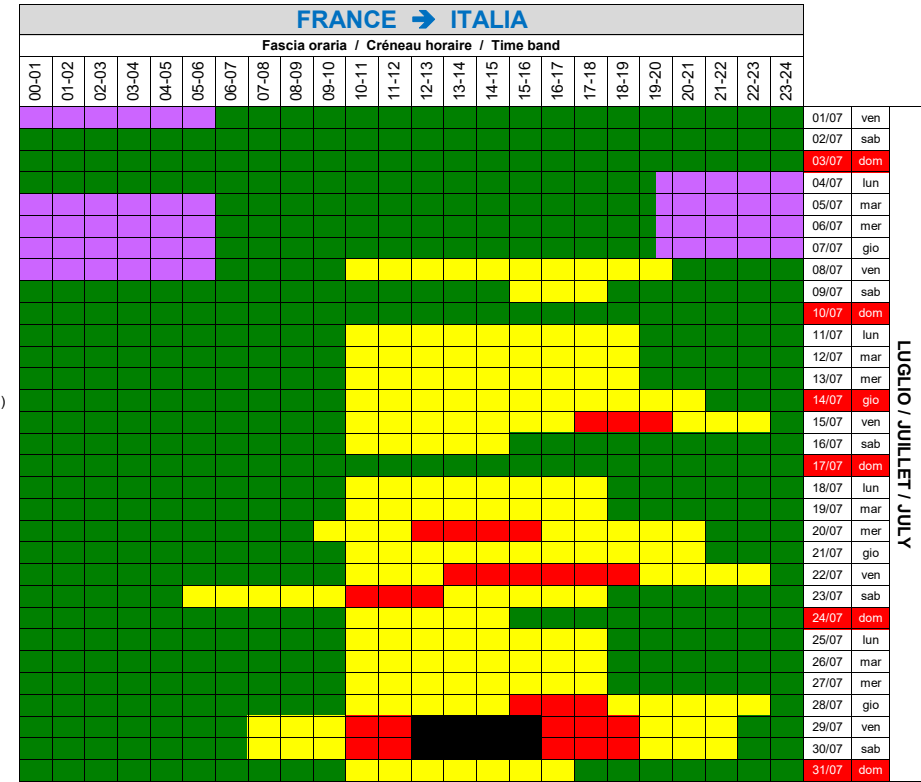 FRANCE ➔ ITALIA
Fascia oraria / Créneau horaire / Time band
00-01 01-02 02-03 03-04 04-05 05-06 06-07 07-08 08-09 09-10 10-11 11-12 12-13 13-14 14-15 15-16 16-17 17-18 18-19 19-20 20-21 21-22 22-23 23-24
01/07 ven
02/07 sab
03/07 dom
04/07 lun
05/07 mar
06/07 mer
07/07 gio
08/07 ven
09/07 sab
10/07 dom
11/07 lun
12/07 mar
13/07 mer
)
14/07 gio
15/07 ven
16/07 sab
17/07 dom
18/07 lun
19/07 mar
20/07 mer
21/07 gio
22/07 ven
23/07 sab
24/07 dom
25/07 lun
26/07 mar
27/07 mer
28/07 gio
29/07 ven
30/07 sab
31/07 dom
LUGLIO / JUILLET / JULY